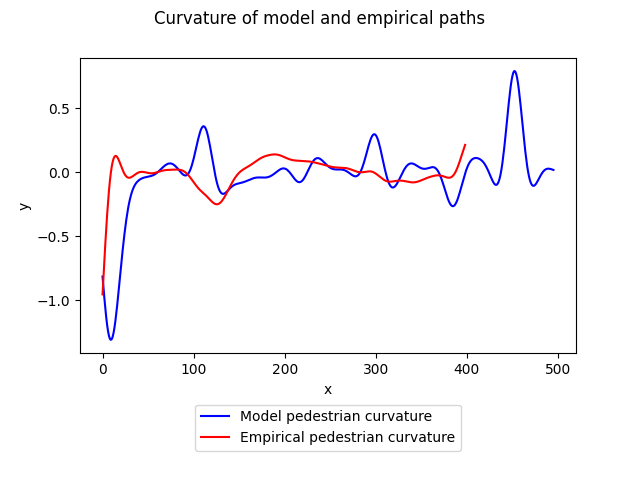 Curvature of model and empirical paths
0.5
0.0
−0.5
−1.0
y
0 100 200 300 400 500
x
Model pedestrian curvature
Empirical pedestrian curvature